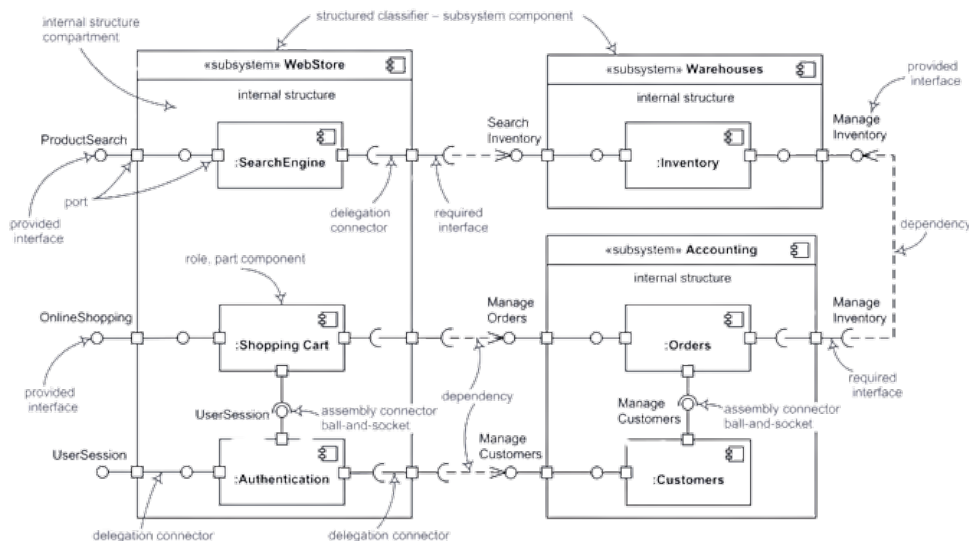 structured classifier – subsystem component
internal structure
compartment
«subsystem» WebStore
internal structure
«subsystem» Warehouses
internal structure
provided
interface
ProductSearch
:SearchEngine
Search
Inventory
:Inventory
Manage
Inventory
port
provided
interface
delegation
connector
required
interface
dependency
«subsystem» Accounting
internal structure
role, part component
OnlineShopping
:Shopping Cart
Manage
Orders
:Orders
Manage
Inventory
provided
interface
dependency
required
interface
UserSession
assembly connector
ball-and-socket
Manage
Customers
assembly connector
ball-and-socket
UserSession
:Authentication
Manage
Customers
:Customers
delegation connector
delegation connector